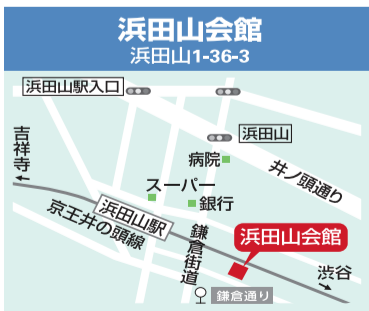 浜田山会館
浜田山1-36-3
浜田山駅入口
浜田山
吉祥寺
病院
井ノ頭通り
スーパー
銀行
浜田山駅
京王井の頭線
鎌倉街道
浜田山会館
渋谷
鎌倉通り